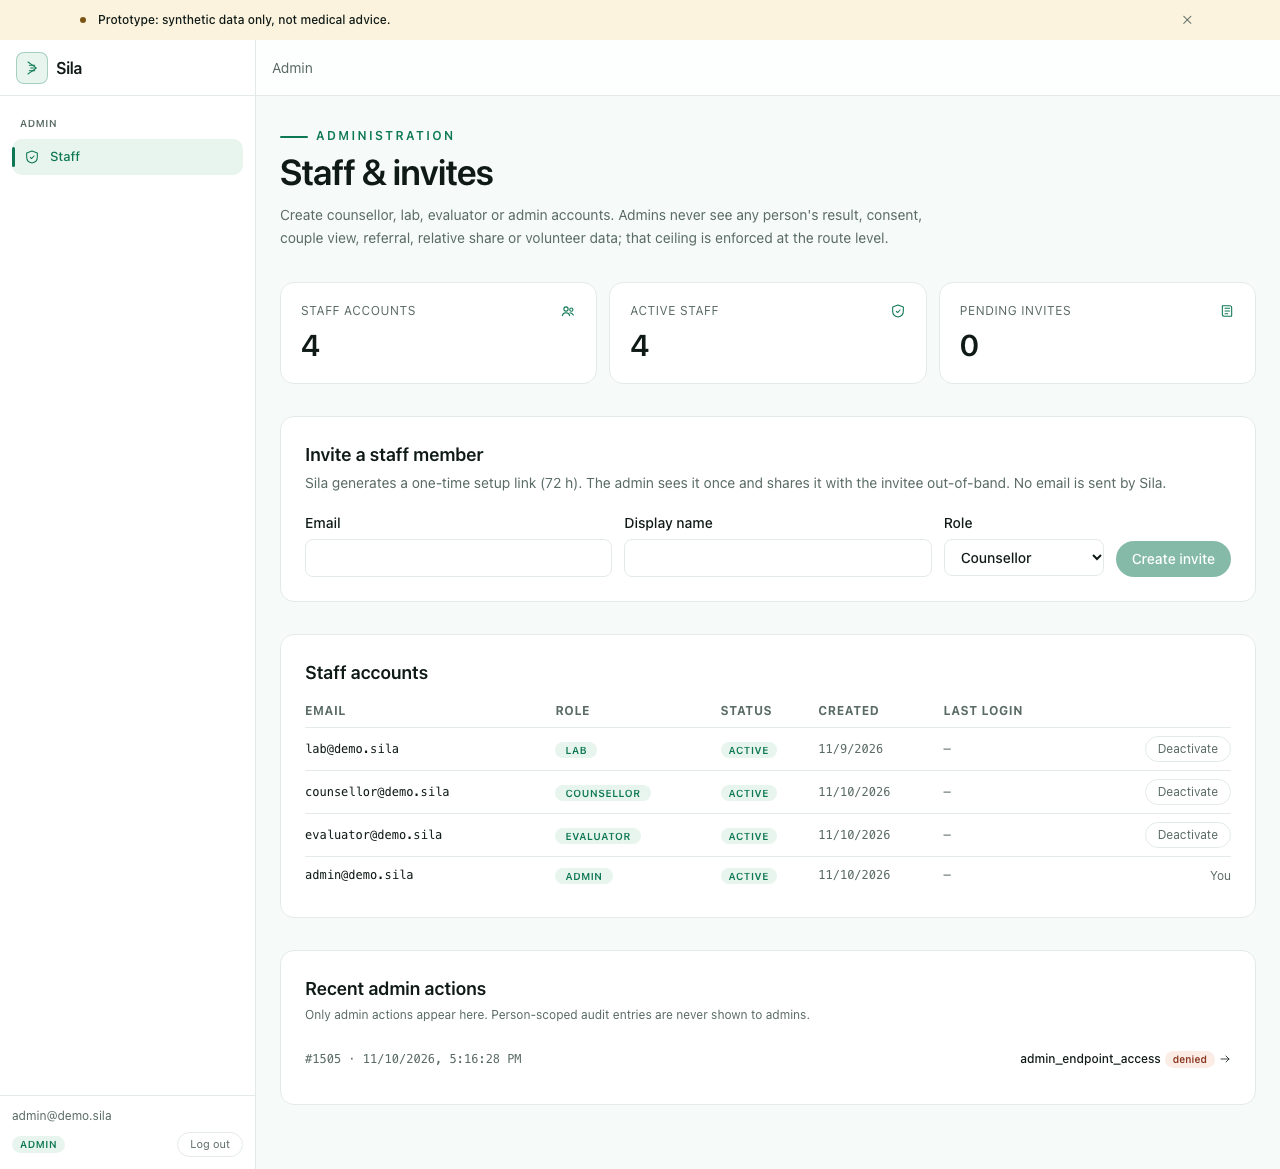 Prototype: synthetic data only, not medical advice.
Sila
Admin
ADMIN
Staff
ADMINISTRATION
Staff & invites
Create counsellor, lab, evaluator or admin accounts. Admins never see any person's result, consent,
couple view, referral, relative share or volunteer data; that ceiling is enforced at the route level.
STAFF ACCOUNTS
4
ACTIVE STAFF
4
PENDING INVITES
0
Invite a staff member
Sila generates a one-time setup link (72 h). The admin sees it once and shares it with the invitee out-of-band. No email is sent by Sila.
Email Display name Role
Counsellor Create invite
Staff accounts
EMAIL ROLE STATUS CREATED LAST LOGIN
lab@demo.sila LAB ACTIVE 11/9/2026 — Deactivate
counsellor@demo.sila COUNSELLOR ACTIVE 11/10/2026 — Deactivate
evaluator@demo.sila EVALUATOR ACTIVE 11/10/2026 — Deactivate
admin@demo.sila ADMIN ACTIVE 11/10/2026 — You
Recent admin actions
Only admin actions appear here. Person-scoped audit entries are never shown to admins.
#1505 · 11/10/2026, 5:16:28 PM admin_endpoint_access denied →
admin@demo.sila
ADMIN Log out